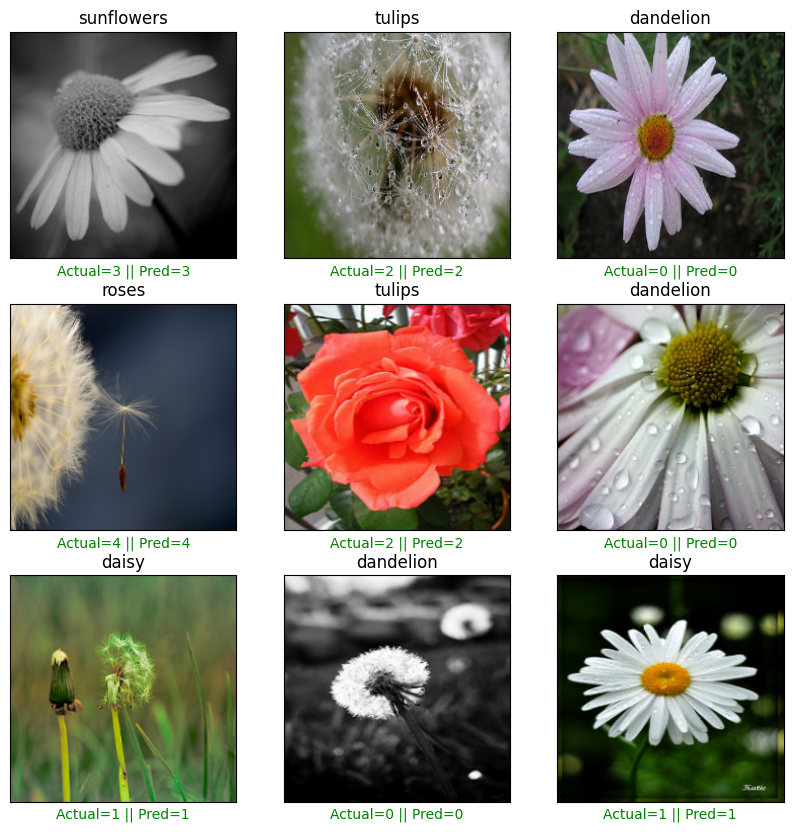 sunflowers
tulips
dandelion
Actual=3 || Pred=3
Actual=2 || Pred=2
Actual=0 || Pred=0
roses
tulips
dandelion
Actual=4 || Pred=4
Actual=2 || Pred=2
Actual=0 || Pred=0
daisy
dandelion
daisy
Katie
Actual=1 || Pred=1
Actual=0 || Pred=0
Actual=1 || Pred=1